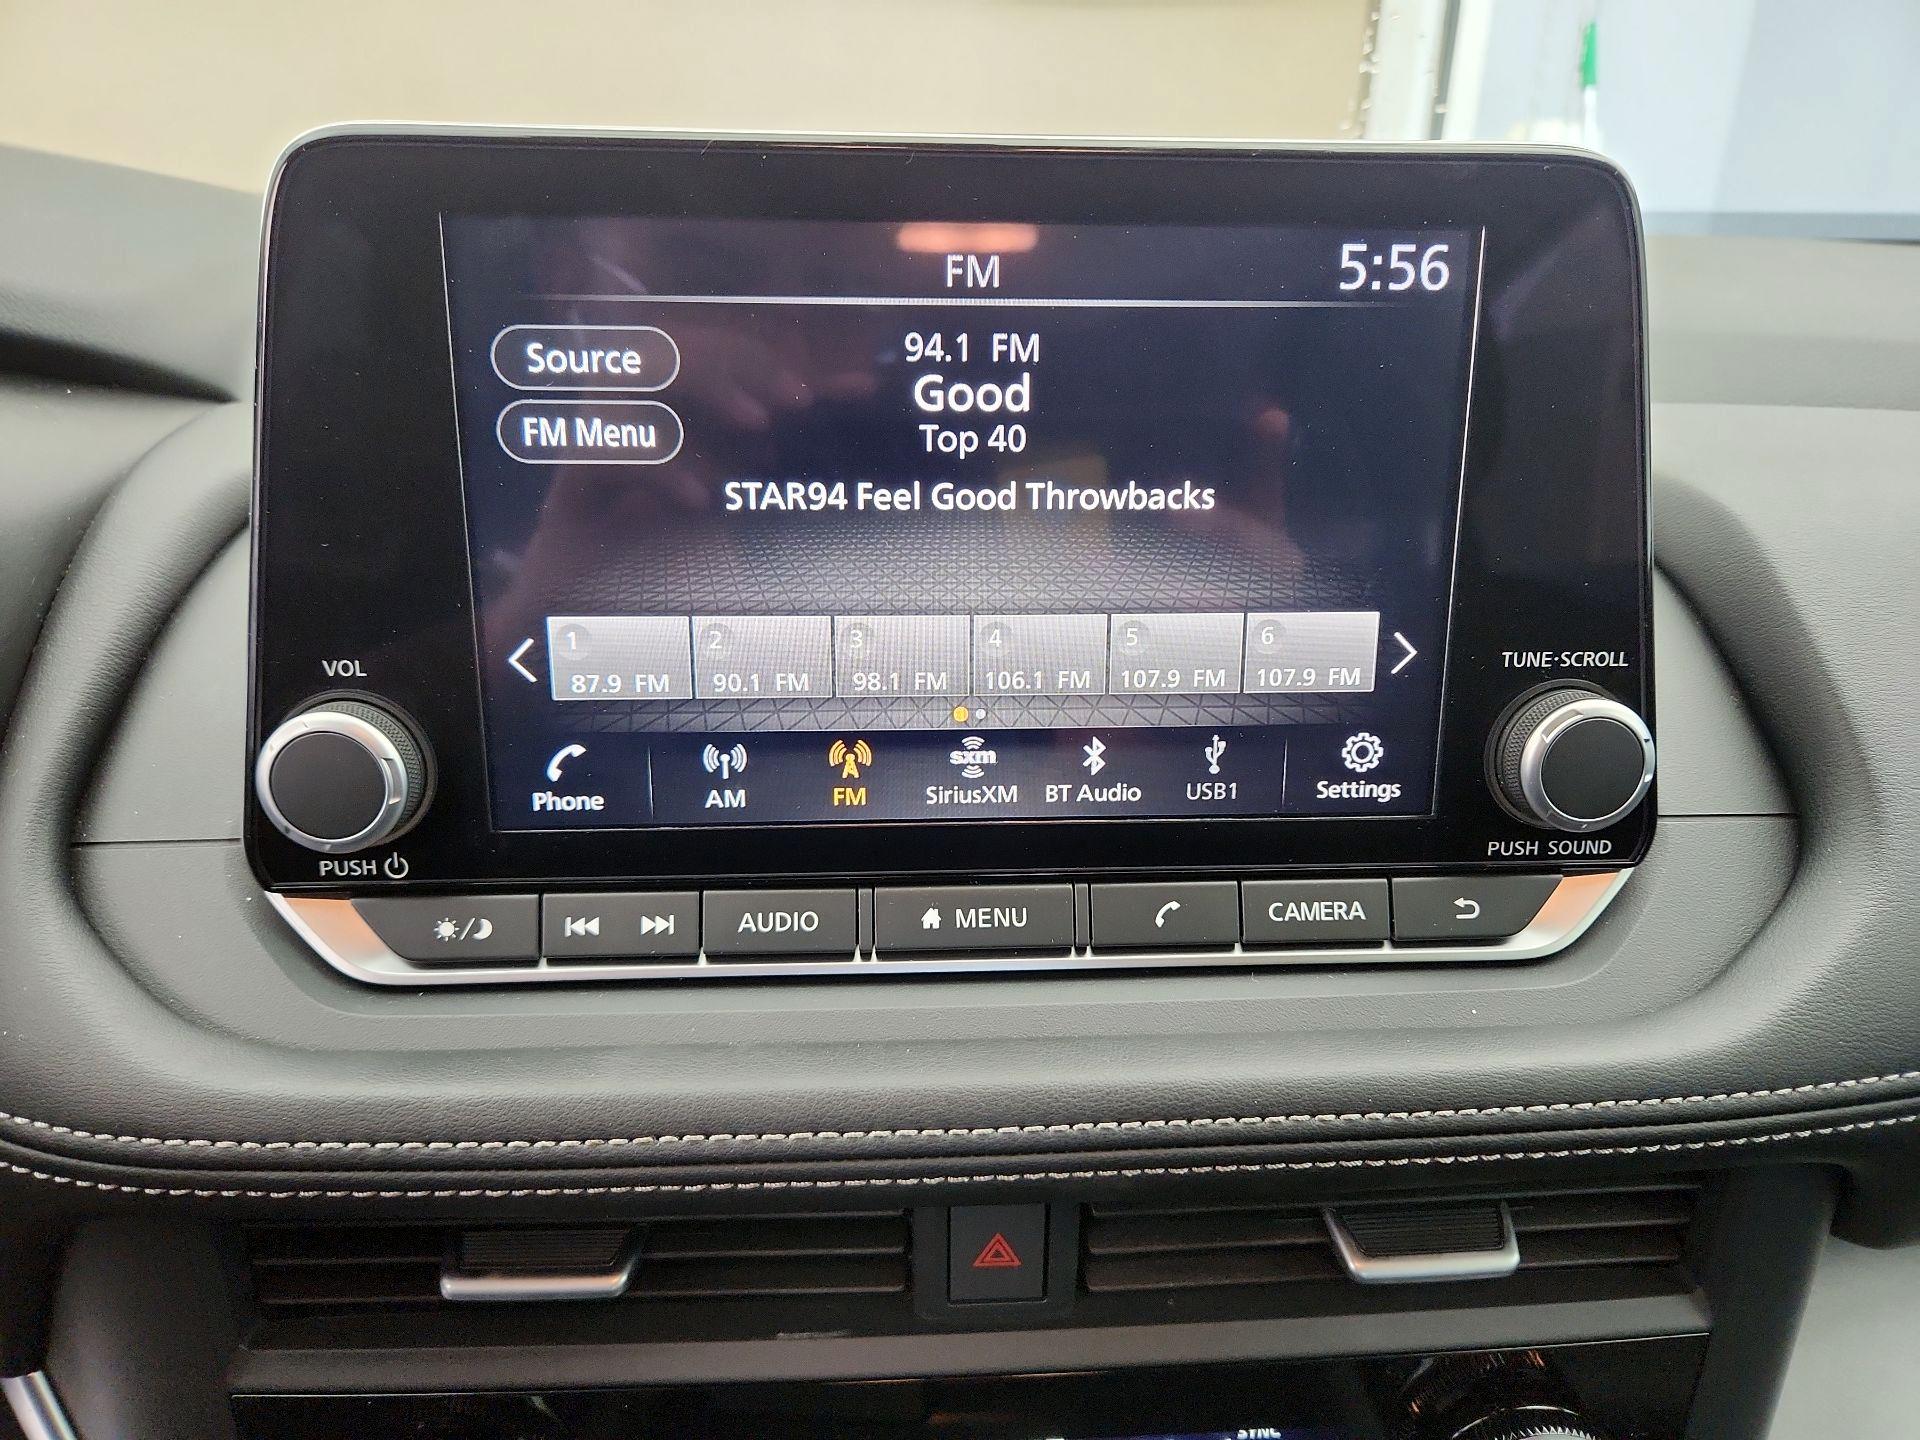 FM
5:56
Source
94.1 FM
Good
FM Menu
Top 40
STAR94 Feel Good Throwbacks
1
87.9 FM
2
90.1 FM
3
98.1 FM
4
106.1 FM
5
107.9 FM
6
107.9 FM
Phone
AM
FM
sxm
SiriusXM
BT Audio
USB1
Settings
VOL
PUSH
TUNE·SCROLL
PUSH SOUND
AUDIO
MENU
CAMERA
SYNC